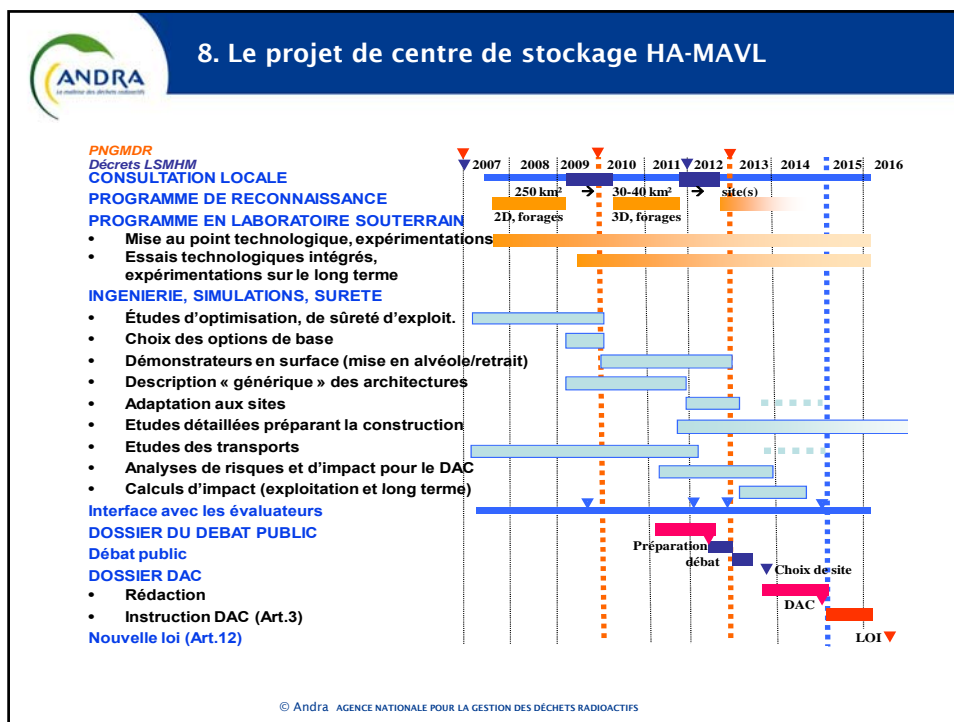 8. Le projet de centre de stockage HA-MAVL
ANDRA
La maîtrise des déchets radioactifs
PNGMDR
Décrets LSMHM
2007 2008 2009 2010 2011 2012 2013 2014 2015 2016
CONSULTATION LOCALE
250 km² → 30-40 km² → site(s)
PROGRAMME DE RECONNAISSANCE
2D, forages 3D, forages
PROGRAMME EN LABORATOIRE SOUTERRAIN
• Mise au point technologique, expérimentations
• Essais technologiques intégrés,
expérimentations sur le long terme
INGENIERIE, SIMULATIONS, SURETE
• Études d'optimisation, de sûreté d'exploit.
• Choix des options de base
• Démonstrateurs en surface (mise en alvéole/retrait)
• Description « générique » des architectures
• Adaptation aux sites
• Etudes détaillées préparant la construction
• Etudes des transports
• Analyses de risques et d'impact pour le DAC
• Calculs d'impact (exploitation et long terme)
Interface avec les évaluateurs
DOSSIER DU DEBAT PUBLIC
Préparation
débat
Débat public
Choix de site
DOSSIER DAC
• Rédaction
DAC
• Instruction DAC (Art.3)
Nouvelle loi (Art.12)
LOI
© Andra AGENCE NATIONALE POUR LA GESTION DES DÉCHETS RADIOACTIFS